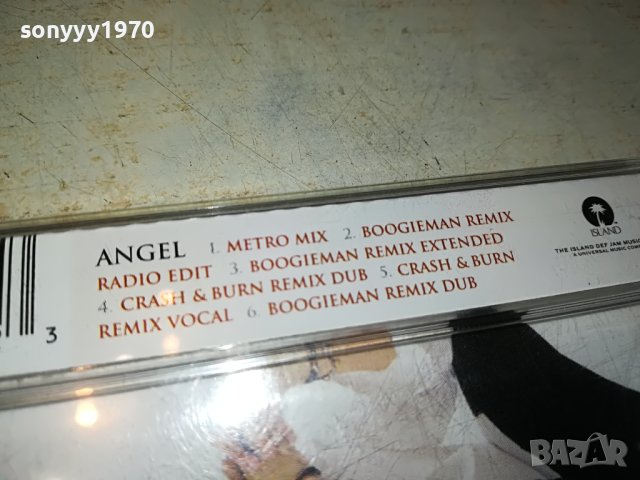 sonyyy1970
ANGEL 1. METRO MIX 2. BOOGIEMAN REMIX
RADIO EDIT 3. BOOGIEMAN REMIX EXTENDED
4. CRASH & BURN REMIX DUB 5. CRASH & BURN
REMIX VOCAL 6. BOOGIEMAN REMIX DUB
3
ISLAND
THE ISLAND DEF JAM MUSIC
A UNIVERSAL MUSIC
BAZAR
bg